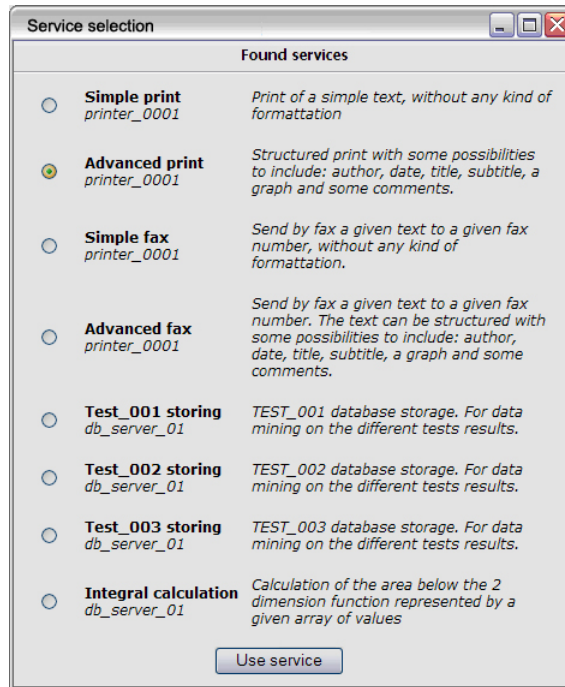 Service selection
Found services
Simple print
printer_0001
Print of a simple text, without any kind of
formattation
Advanced print
printer_0001
Structured print with some possibilities
to include: author, date, title, subtitle, a
graph and some comments.
Simple fax
printer_0001
Send by fax a given text to a given fax
number, without any kind of
formattation.
Advanced fax
printer_0001
Send by fax a given text to a given fax
number. The text can be structured with
some possibilities to include: author,
date, title, subtitle, a graph and some
comments.
Test_001 storing
db_server_01
TEST_001 database storage. For data
mining on the different tests results.
Test_002 storing
db_server_01
TEST_002 database storage. For data
mining on the different tests results.
Test_003 storing
db_server_01
TEST_003 database storage. For data
mining on the different tests results.
Integral calculation
db_server_01
Calculation of the area below the 2
dimension function represented by a
given array of values
Use service